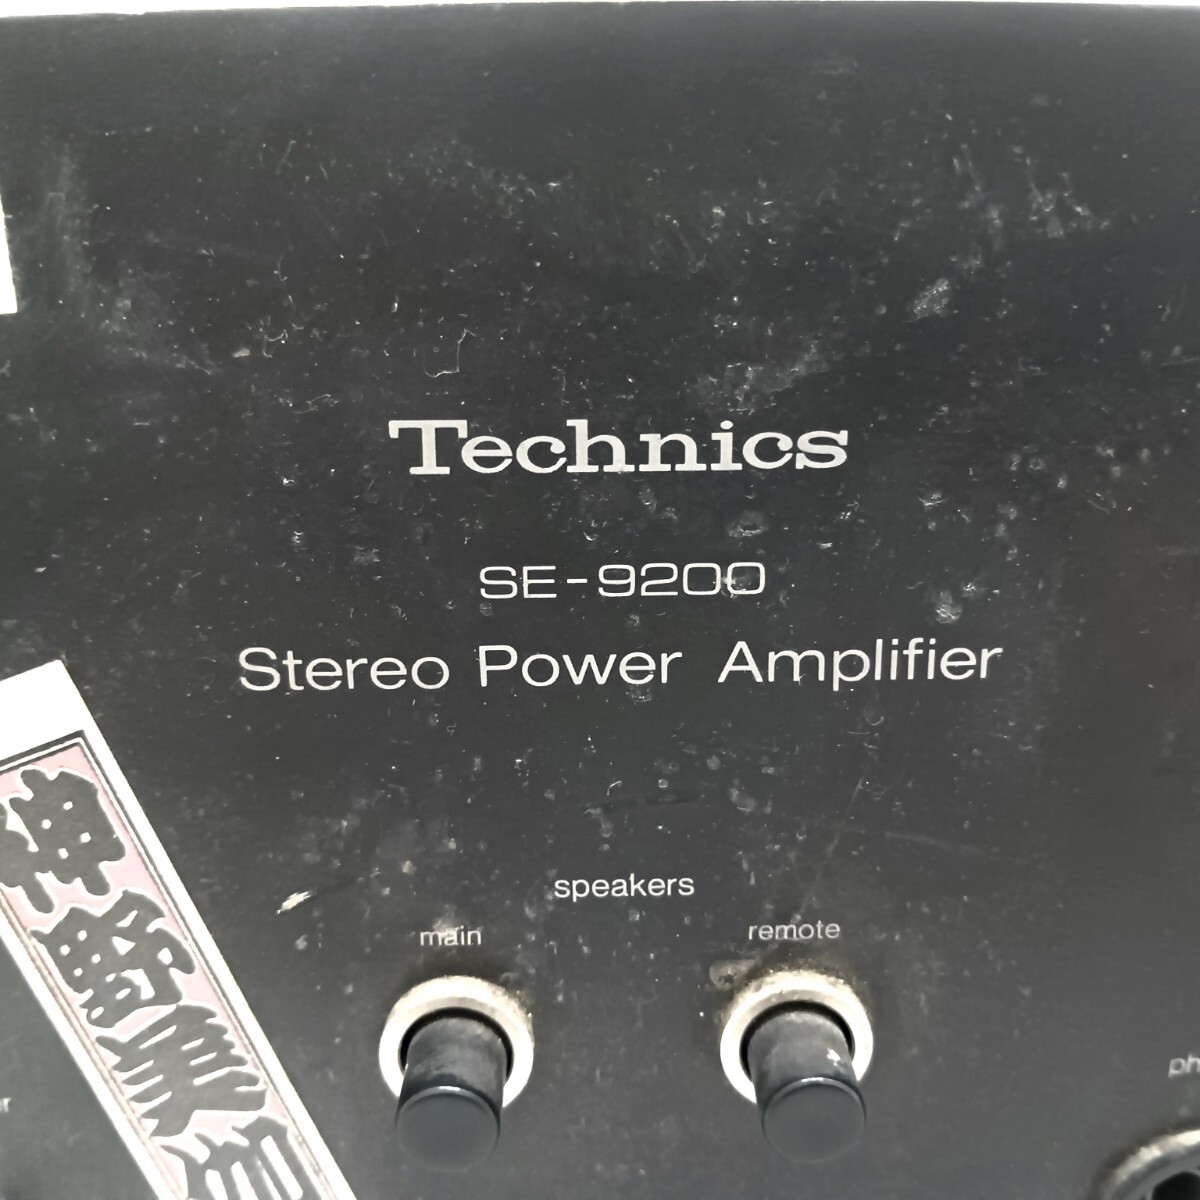 Technics
SE-9200
Stereo Power Amplifier
speakers
main
remote